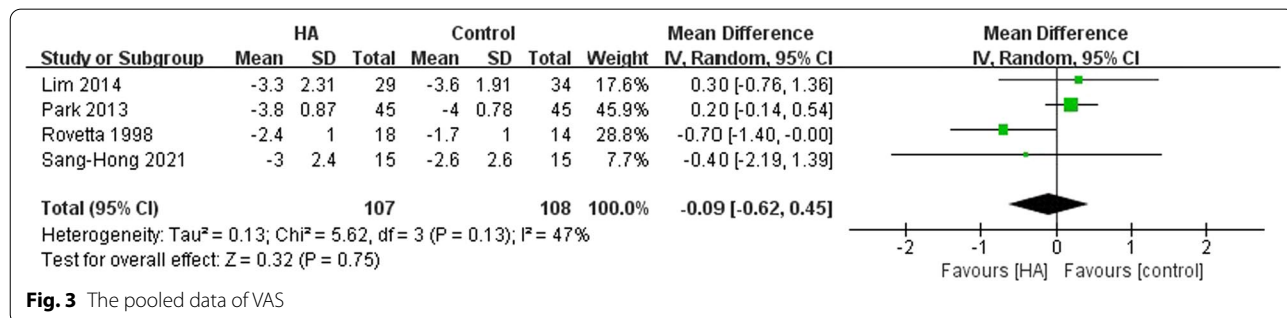 HA Control Mean Difference Mean Difference
Study or Subgroup Mean SD Total Mean SD Total Weight IV, Random, 95% CI IV, Random, 95% CI
Lim 2014 -3.3 2.31 29 -3.6 1.91 34 17.6% 0.30 [-0.76, 1.36]
Park 2013 -3.8 0.87 45 -4 0.78 45 45.9% 0.20 [-0.14, 0.54]
Rovetta 1998 -2.4 1 18 -1.7 1 14 28.8% -0.70 [-1.40, -0.00]
Sang-Hong 2021 -3 2.4 15 -2.6 2.6 15 7.7% -0.40 [-2.19, 1.39]
Total (95% CI) 107 108 100.0% -0.09 [-0.62, 0.45]
Heterogeneity: Tau² = 0.13; Chi² = 5.62, df = 3 (P = 0.13); I² = 47%
Test for overall effect: Z = 0.32 (P = 0.75)
-2 -1 0 1 2
Favours [HA] Favours [control]
Fig. 3 The pooled data of VAS